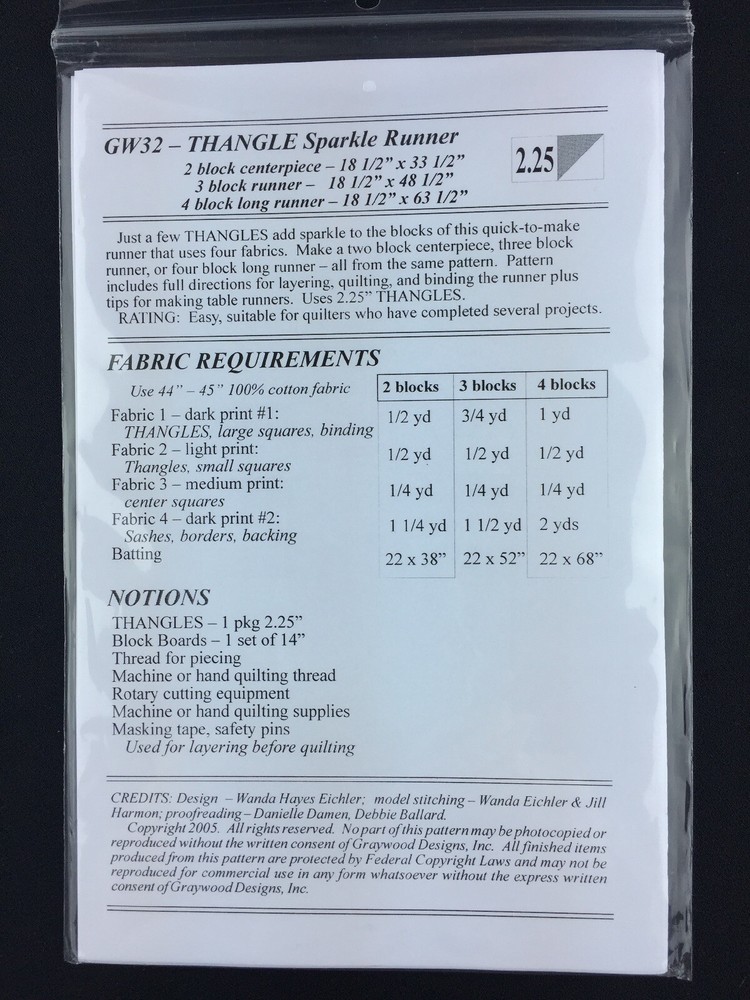 GW32 – THANGLE Sparkle Runner
2 block centerpiece – 18 1/2” x 33 1/2”
3 block runner – 18 1/2” x 48 1/2”
4 block long runner – 18 1/2” x 63 1/2”
2.25
Just a few THANGLES add sparkle to the blocks of this quick-to-make
runner that uses four fabrics. Make a two block centerpiece, three block
runner, or four block long runner – all from the same pattern. Pattern
includes full directions for layering, quilting, and binding the runner plus
tips for making table runners. Uses 2.25” THANGLES.
RATING: Easy, suitable for quilters who have completed several projects.
FABRIC REQUIREMENTS
Use 44” – 45” 100% cotton fabric 2 blocks 3 blocks 4 blocks
Fabric 1 – dark print #1: 1/2 yd 3/4 yd 1 yd
THANGLES, large squares, binding
Fabric 2 – light print: 1/2 yd 1/2 yd 1/2 yd
Thangles, small squares
Fabric 3 – medium print: 1/4 yd 1/4 yd 1/4 yd
center squares
Fabric 4 – dark print #2: 1 1/4 yd 1 1/2 yd 2 yds
Sashes, borders, backing
Batting 22 x 38” 22 x 52” 22 x 68”
NOTIONS
THANGLES – 1 pkg 2.25”
Block Boards – 1 set of 14”
Thread for piecing
Machine or hand quilting thread
Rotary cutting equipment
Machine or hand quilting supplies
Masking tape, safety pins
Used for layering before quilting
CREDITS: Design – Wanda Hayes Eichler; model stitching – Wanda Eichler & Jill
Harmon; proofreading – Danielle Damen, Debbie Ballard.
Copyright 2005. All rights reserved. No part of this pattern may be photocopied or
reproduced without the written consent of Graywood Designs, Inc. All finished items
produced from this pattern are protected by Federal Copyright Laws and may not be
reproduced for commercial use in any form whatsoever without the express written
consent of Graywood Designs, Inc.